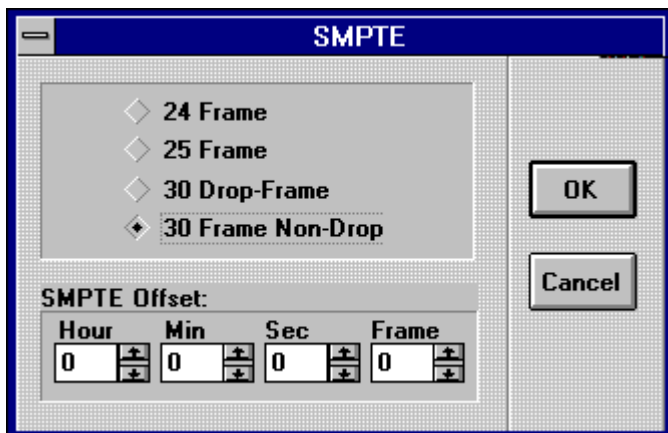 SMPTE
24 Frame
25 Frame
30 Drop-Frame
30 Frame Non-Drop
OK
Cancel
SMPTE Offset:
Hour Min Sec Frame
0 0 0 0